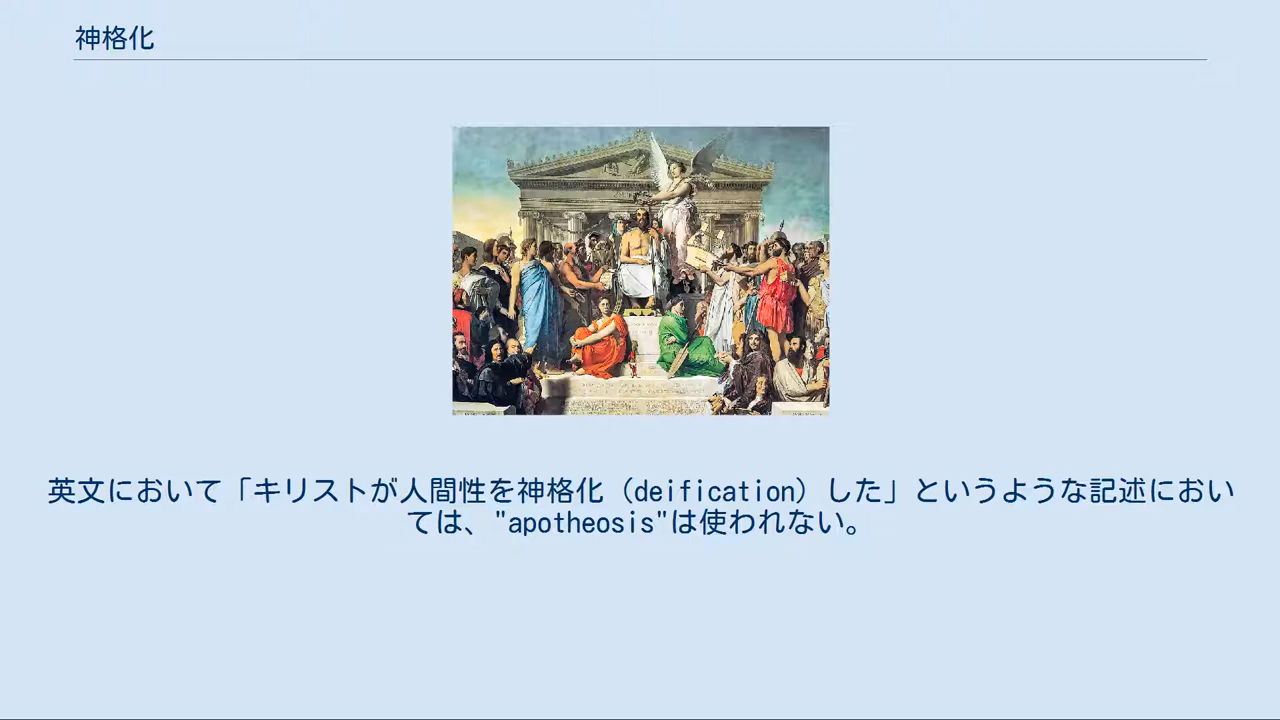 神格化
英文において「キリストが人間性を神格化（deification）した」というような記述におい
ては、"apotheosis"は使われない。